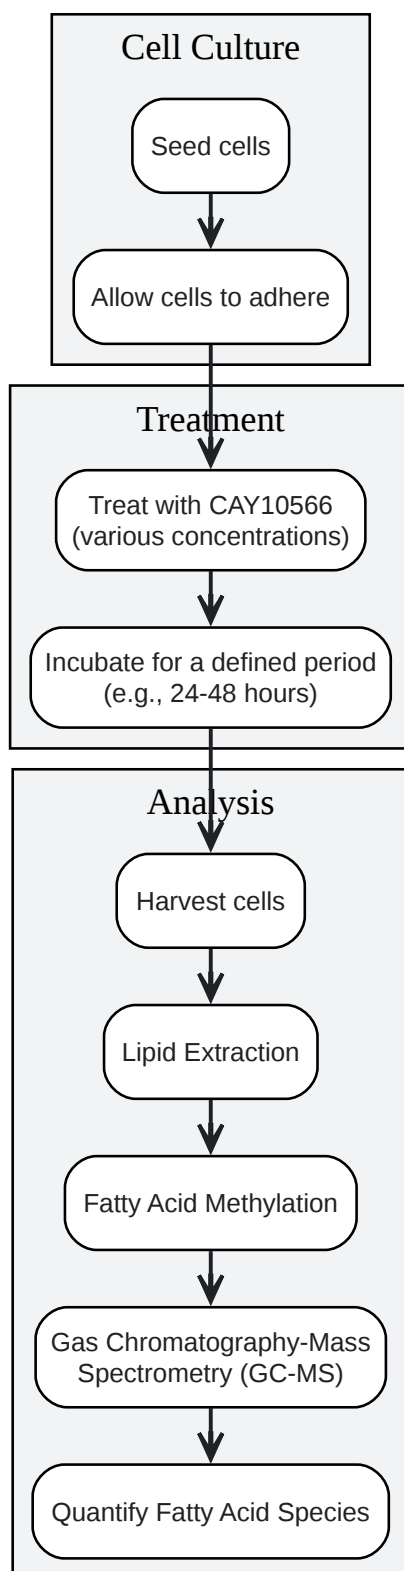 Cell Culture
Seed cells
Allow cells to adhere
Treatment
Treat with CAY10566
(various concentrations)
Incubate for a defined period
(e.g., 24-48 hours)
Analysis
Harvest cells
Lipid Extraction
Fatty Acid Methylation
Gas Chromatography-Mass
Spectrometry (GC-MS)
Quantify Fatty Acid Species